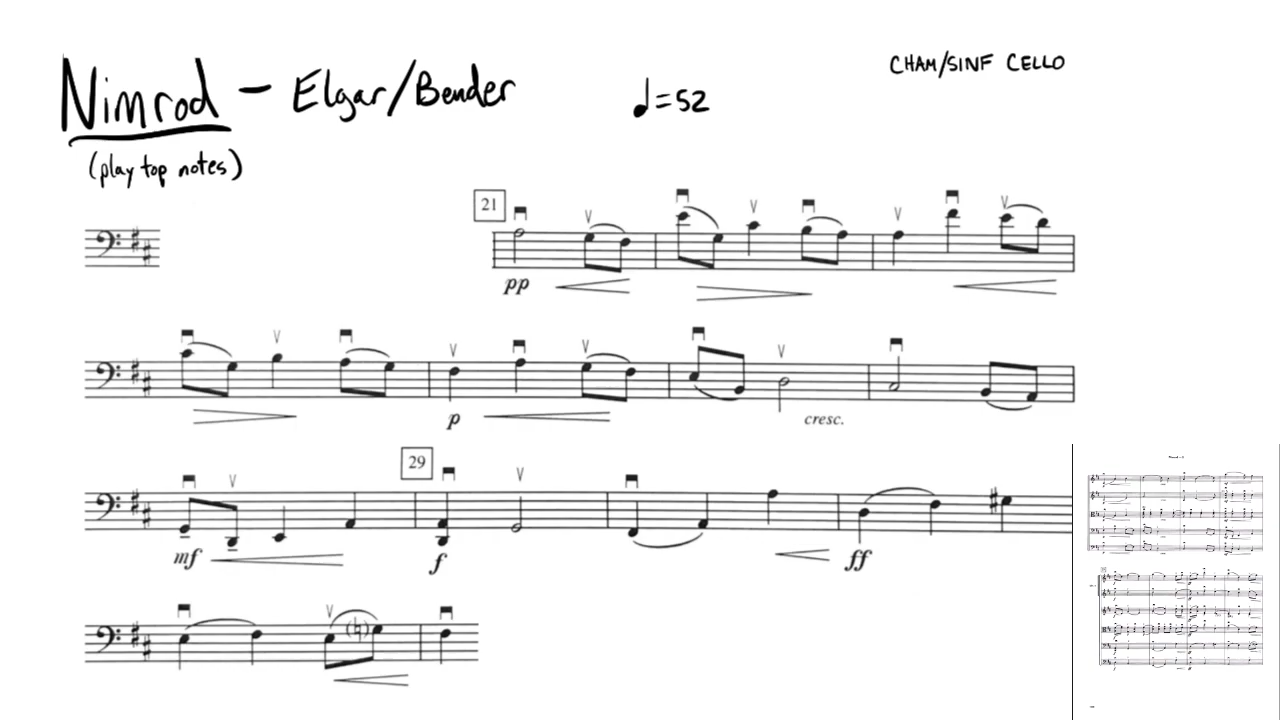 CHAM/SINF CELLO
Nimrod - Elgar/Bender ♩=52
(play top notes)
21
pp
p cresc.
29
mf f ff
(♮)